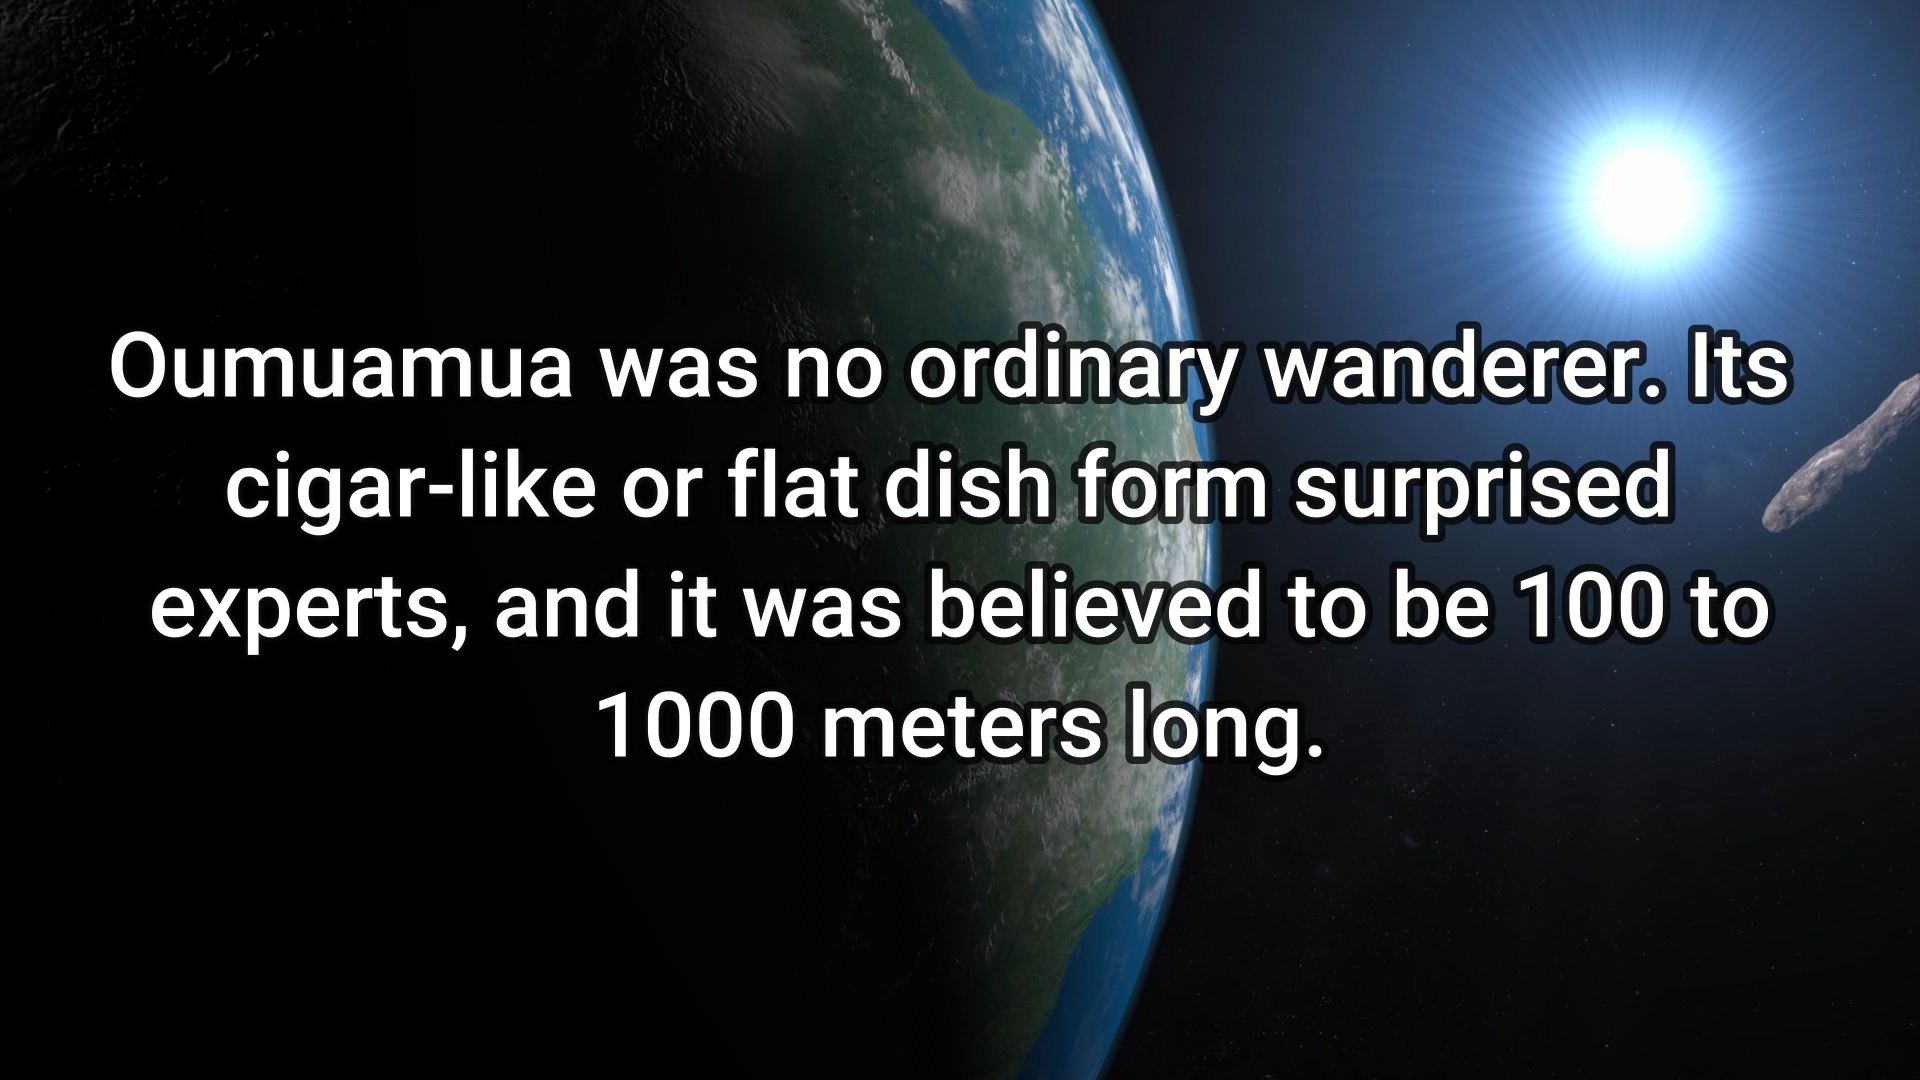 Oumuamua was no ordinary wanderer. Its
cigar-like or flat dish form surprised
experts, and it was believed to be 100 to
1000 meters long.